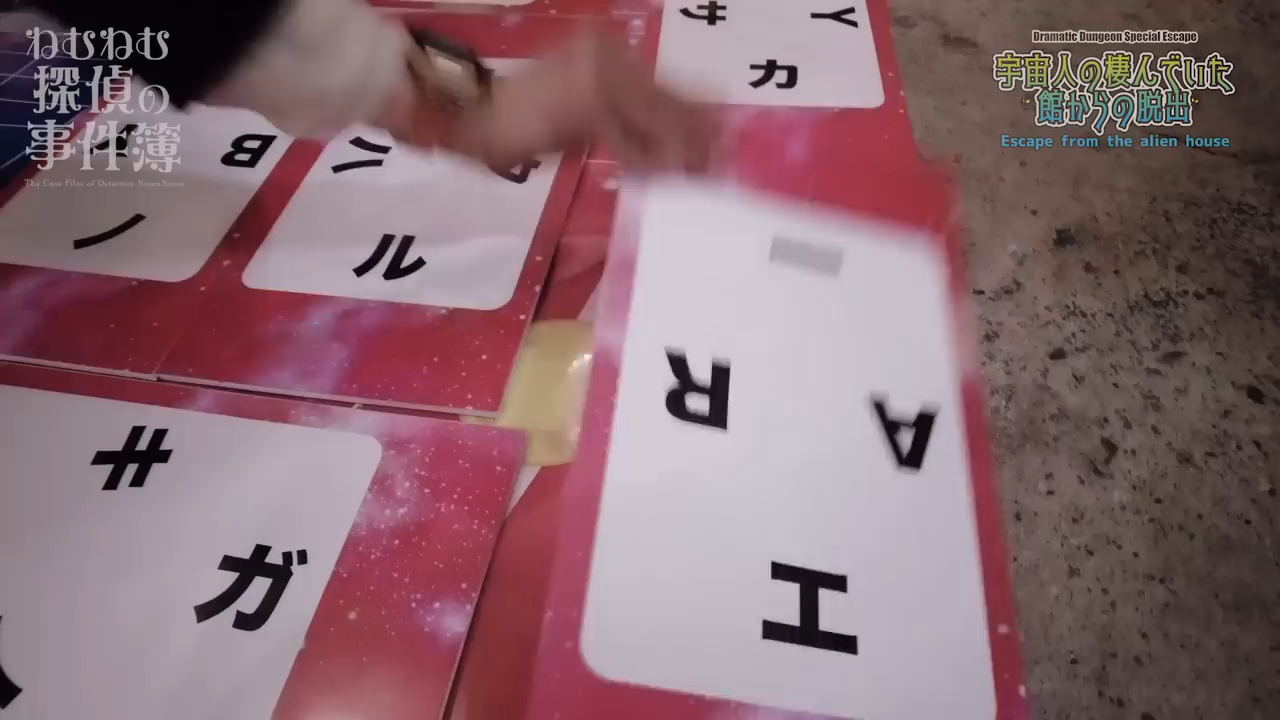 ねむねむ
探偵の
事件簿
The Case Files of Detective NemuNemu
Dramatic Dungeon Special Escape
宇宙人の棲んでいた
館からの脱出
Escape from the alien house
サ Y
カ
B
ノ
シ
ル
キ
ガ
R A
エ